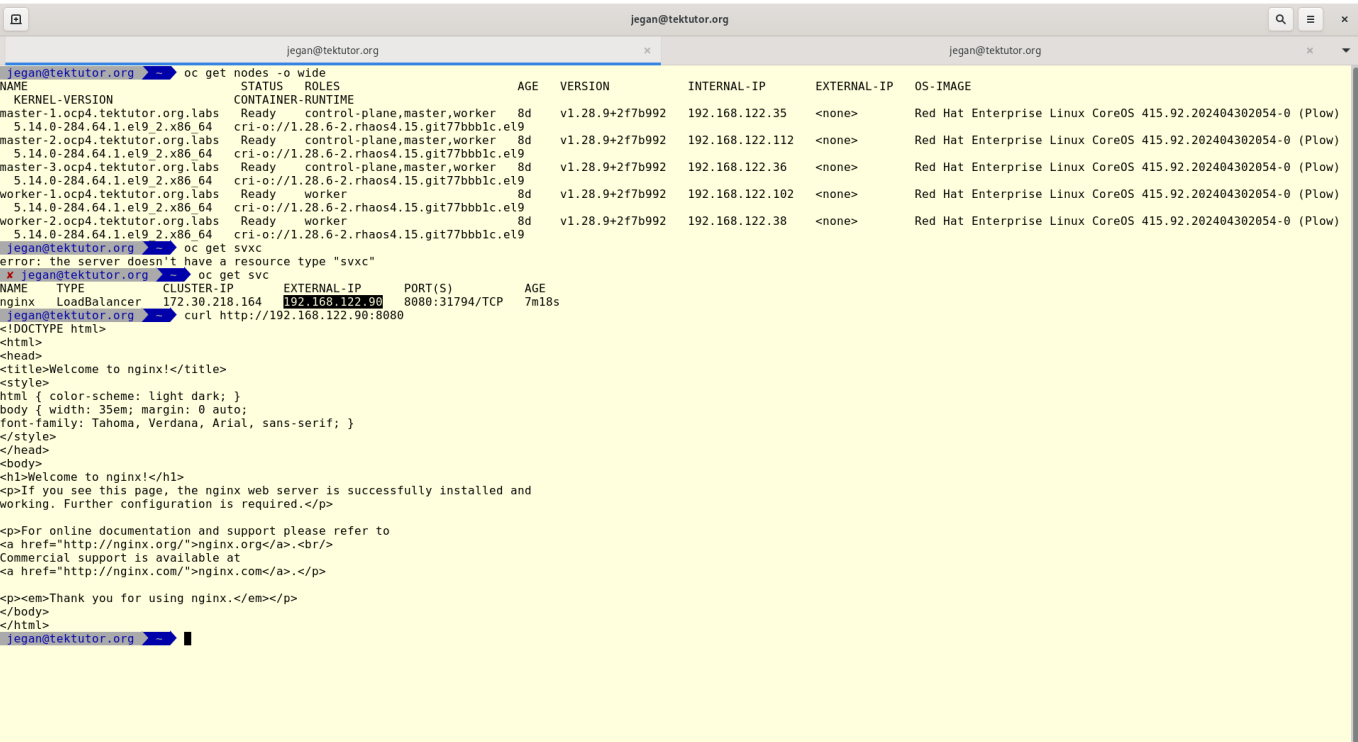 jegan@tektutor.org
jegan@tektutor.org × jegan@tektutor.org ×
jegan@tektutor.org ~ oc get nodes -o wide
NAME STATUS ROLES AGE VERSION INTERNAL-IP EXTERNAL-IP OS-IMAGE
KERNEL-VERSION CONTAINER-RUNTIME
master-1.ocp4.tektutor.org.labs Ready control-plane,master,worker 8d v1.28.9+2f7b992 192.168.122.35 <none> Red Hat Enterprise Linux CoreOS 415.92.202404302054-0 (Plow)
5.14.0-284.64.1.el9_2.x86_64 cri-o://1.28.6-2.rhaos4.15.git77bbb1c.el9
master-2.ocp4.tektutor.org.labs Ready control-plane,master,worker 8d v1.28.9+2f7b992 192.168.122.112 <none> Red Hat Enterprise Linux CoreOS 415.92.202404302054-0 (Plow)
5.14.0-284.64.1.el9_2.x86_64 cri-o://1.28.6-2.rhaos4.15.git77bbb1c.el9
master-3.ocp4.tektutor.org.labs Ready control-plane,master,worker 8d v1.28.9+2f7b992 192.168.122.36 <none> Red Hat Enterprise Linux CoreOS 415.92.202404302054-0 (Plow)
5.14.0-284.64.1.el9_2.x86_64 cri-o://1.28.6-2.rhaos4.15.git77bbb1c.el9
worker-1.ocp4.tektutor.org.labs Ready worker 8d v1.28.9+2f7b992 192.168.122.102 <none> Red Hat Enterprise Linux CoreOS 415.92.202404302054-0 (Plow)
5.14.0-284.64.1.el9_2.x86_64 cri-o://1.28.6-2.rhaos4.15.git77bbb1c.el9
worker-2.ocp4.tektutor.org.labs Ready worker 8d v1.28.9+2f7b992 192.168.122.38 <none> Red Hat Enterprise Linux CoreOS 415.92.202404302054-0 (Plow)
5.14.0-284.64.1.el9_2.x86_64 cri-o://1.28.6-2.rhaos4.15.git77bbb1c.el9
jegan@tektutor.org ~ oc get svxc
error: the server doesn't have a resource type "svxc"
✘ jegan@tektutor.org ~ oc get svc
NAME TYPE CLUSTER-IP EXTERNAL-IP PORT(S) AGE
nginx LoadBalancer 172.30.218.164 192.168.122.90 8080:31794/TCP 7m18s
jegan@tektutor.org ~ curl http://192.168.122.90:8080
<!DOCTYPE html>
<html>
<head>
<title>Welcome to nginx!</title>
<style>
html { color-scheme: light dark; }
body { width: 35em; margin: 0 auto;
font-family: Tahoma, Verdana, Arial, sans-serif; }
</style>
</head>
<body>
<h1>Welcome to nginx!</h1>
<p>If you see this page, the nginx web server is successfully installed and
working. Further configuration is required.</p>
<p>For online documentation and support please refer to
<a href="http://nginx.org/">nginx.org</a>.<br/>
Commercial support is available at
<a href="http://nginx.com/">nginx.com</a>.</p>
<p><em>Thank you for using nginx.</em></p>
</body>
</html>
jegan@tektutor.org ~